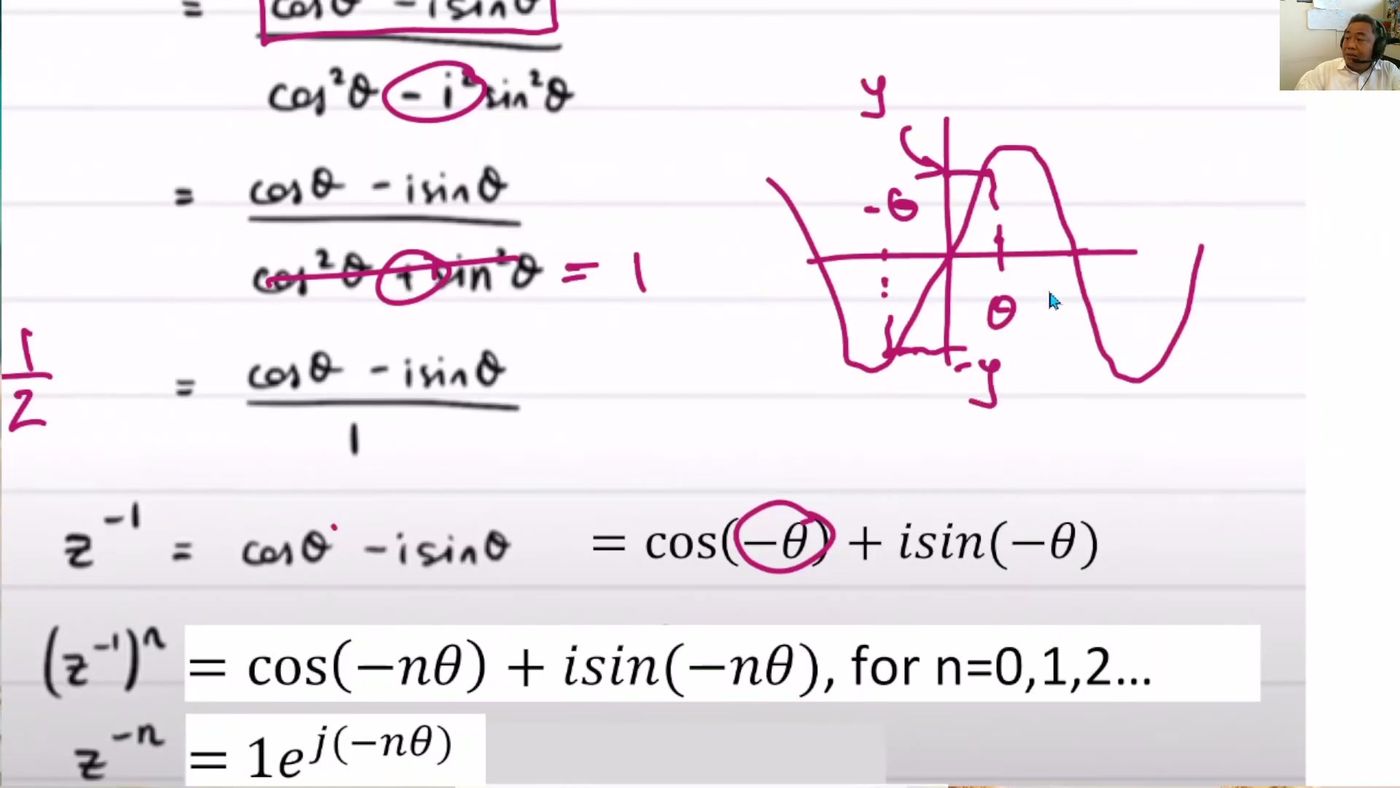 = cosθ - isinθ
cos²θ - i²sin²θ
= cosθ - isinθ
cos²θ + sin²θ = 1
1
2
= cosθ - isinθ
1
y
-θ
θ
-y
z⁻¹ = cosθ - isinθ = cos(−θ) + isin(−θ)
(z⁻¹)ⁿ = cos(−nθ) + isin(−nθ), for n=0,1,2...
z⁻ⁿ = 1e^j(−nθ)